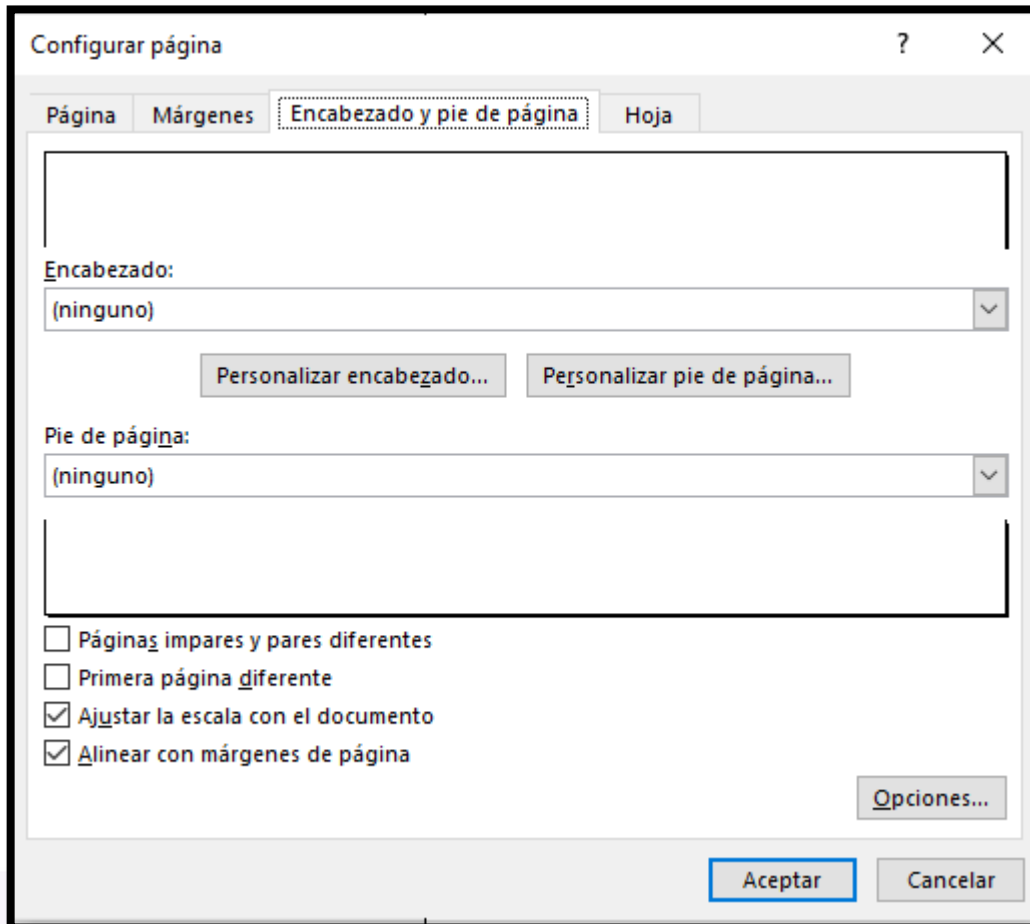 Configurar página ?
Página Márgenes Encabezado y pie de página Hoja
Encabezado:
(ninguno)
Personalizar encabezado... Personalizar pie de página...
Pie de página:
(ninguno)
Páginas impares y pares diferentes
Primera página diferente
Ajustar la escala con el documento
Alinear con márgenes de página
Opciones...
Aceptar Cancelar